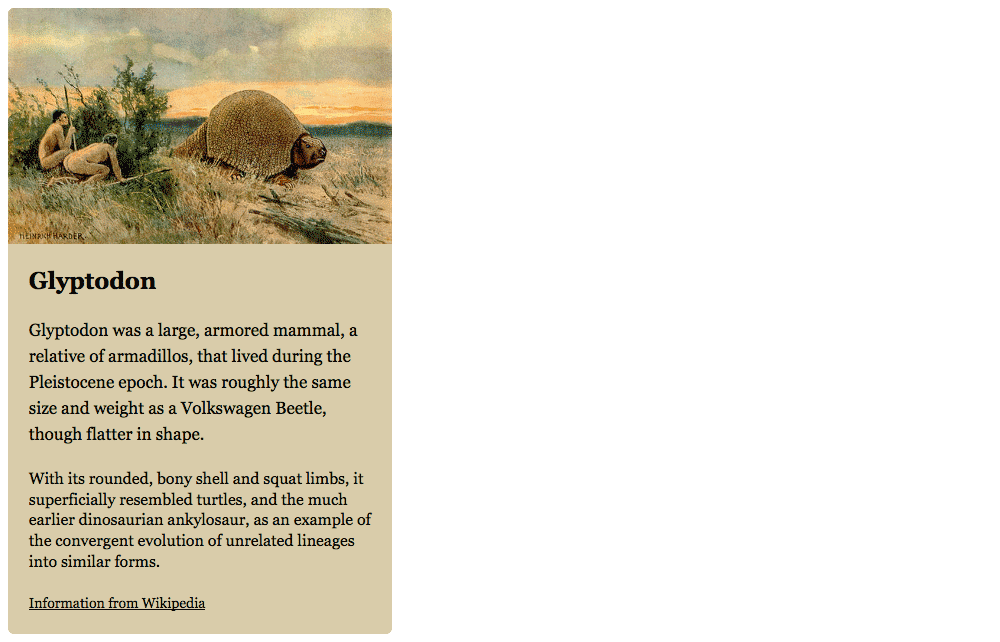 HEINRICH HARDER.
Glyptodon
Glyptodon was a large, armored mammal, a
relative of armadillos, that lived during the
Pleistocene epoch. It was roughly the same
size and weight as a Volkswagen Beetle,
though flatter in shape.
With its rounded, bony shell and squat limbs, it
superficially resembled turtles, and the much
earlier dinosaurian ankylosaur, as an example of
the convergent evolution of unrelated lineages
into similar forms.
Information from Wikipedia